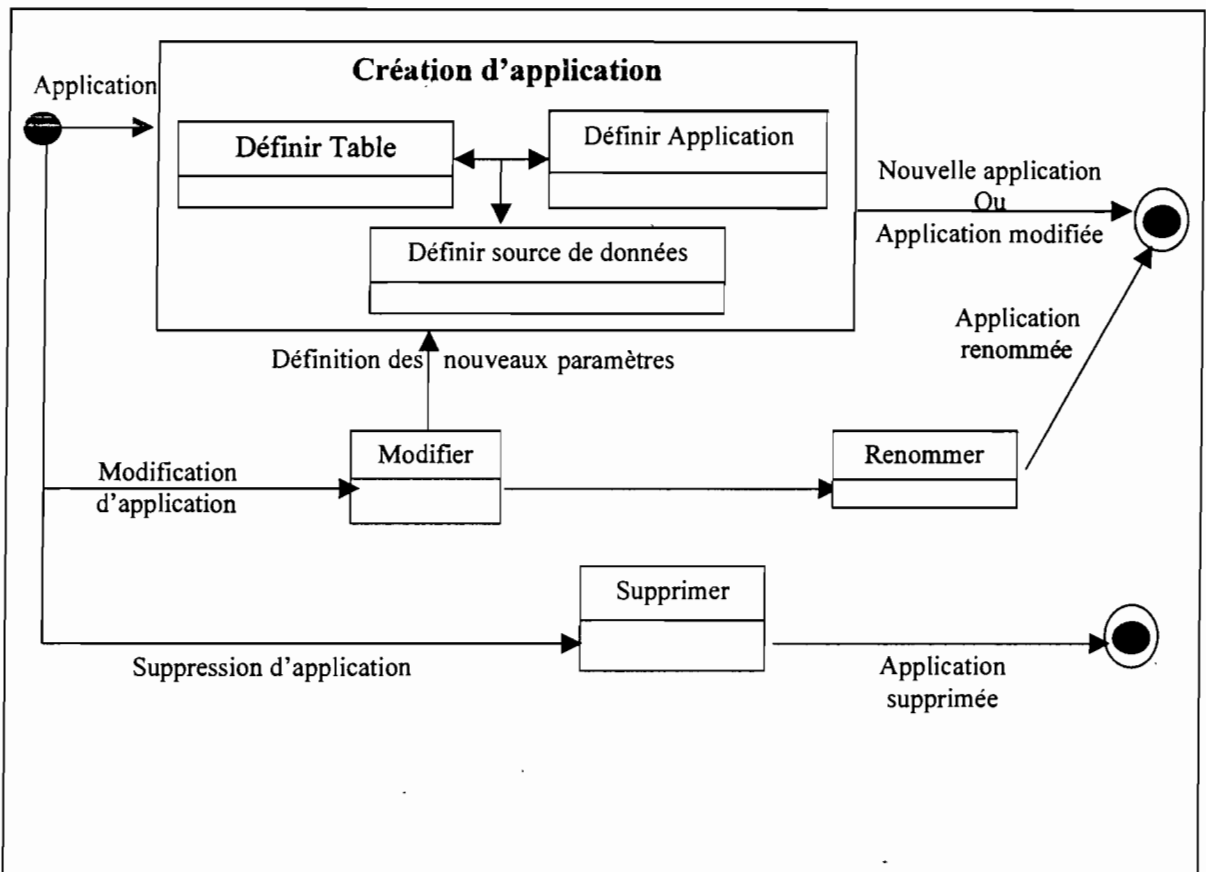 Création d'application
Application
Définir Table
Définir Application
Définir source de données
Nouvelle application
Ou
Application modifiée
Application
renommée
Définition des nouveaux paramètres
Modifier
Renommer
Modification
d'application
Supprimer
Suppression d'application
Application
supprimée